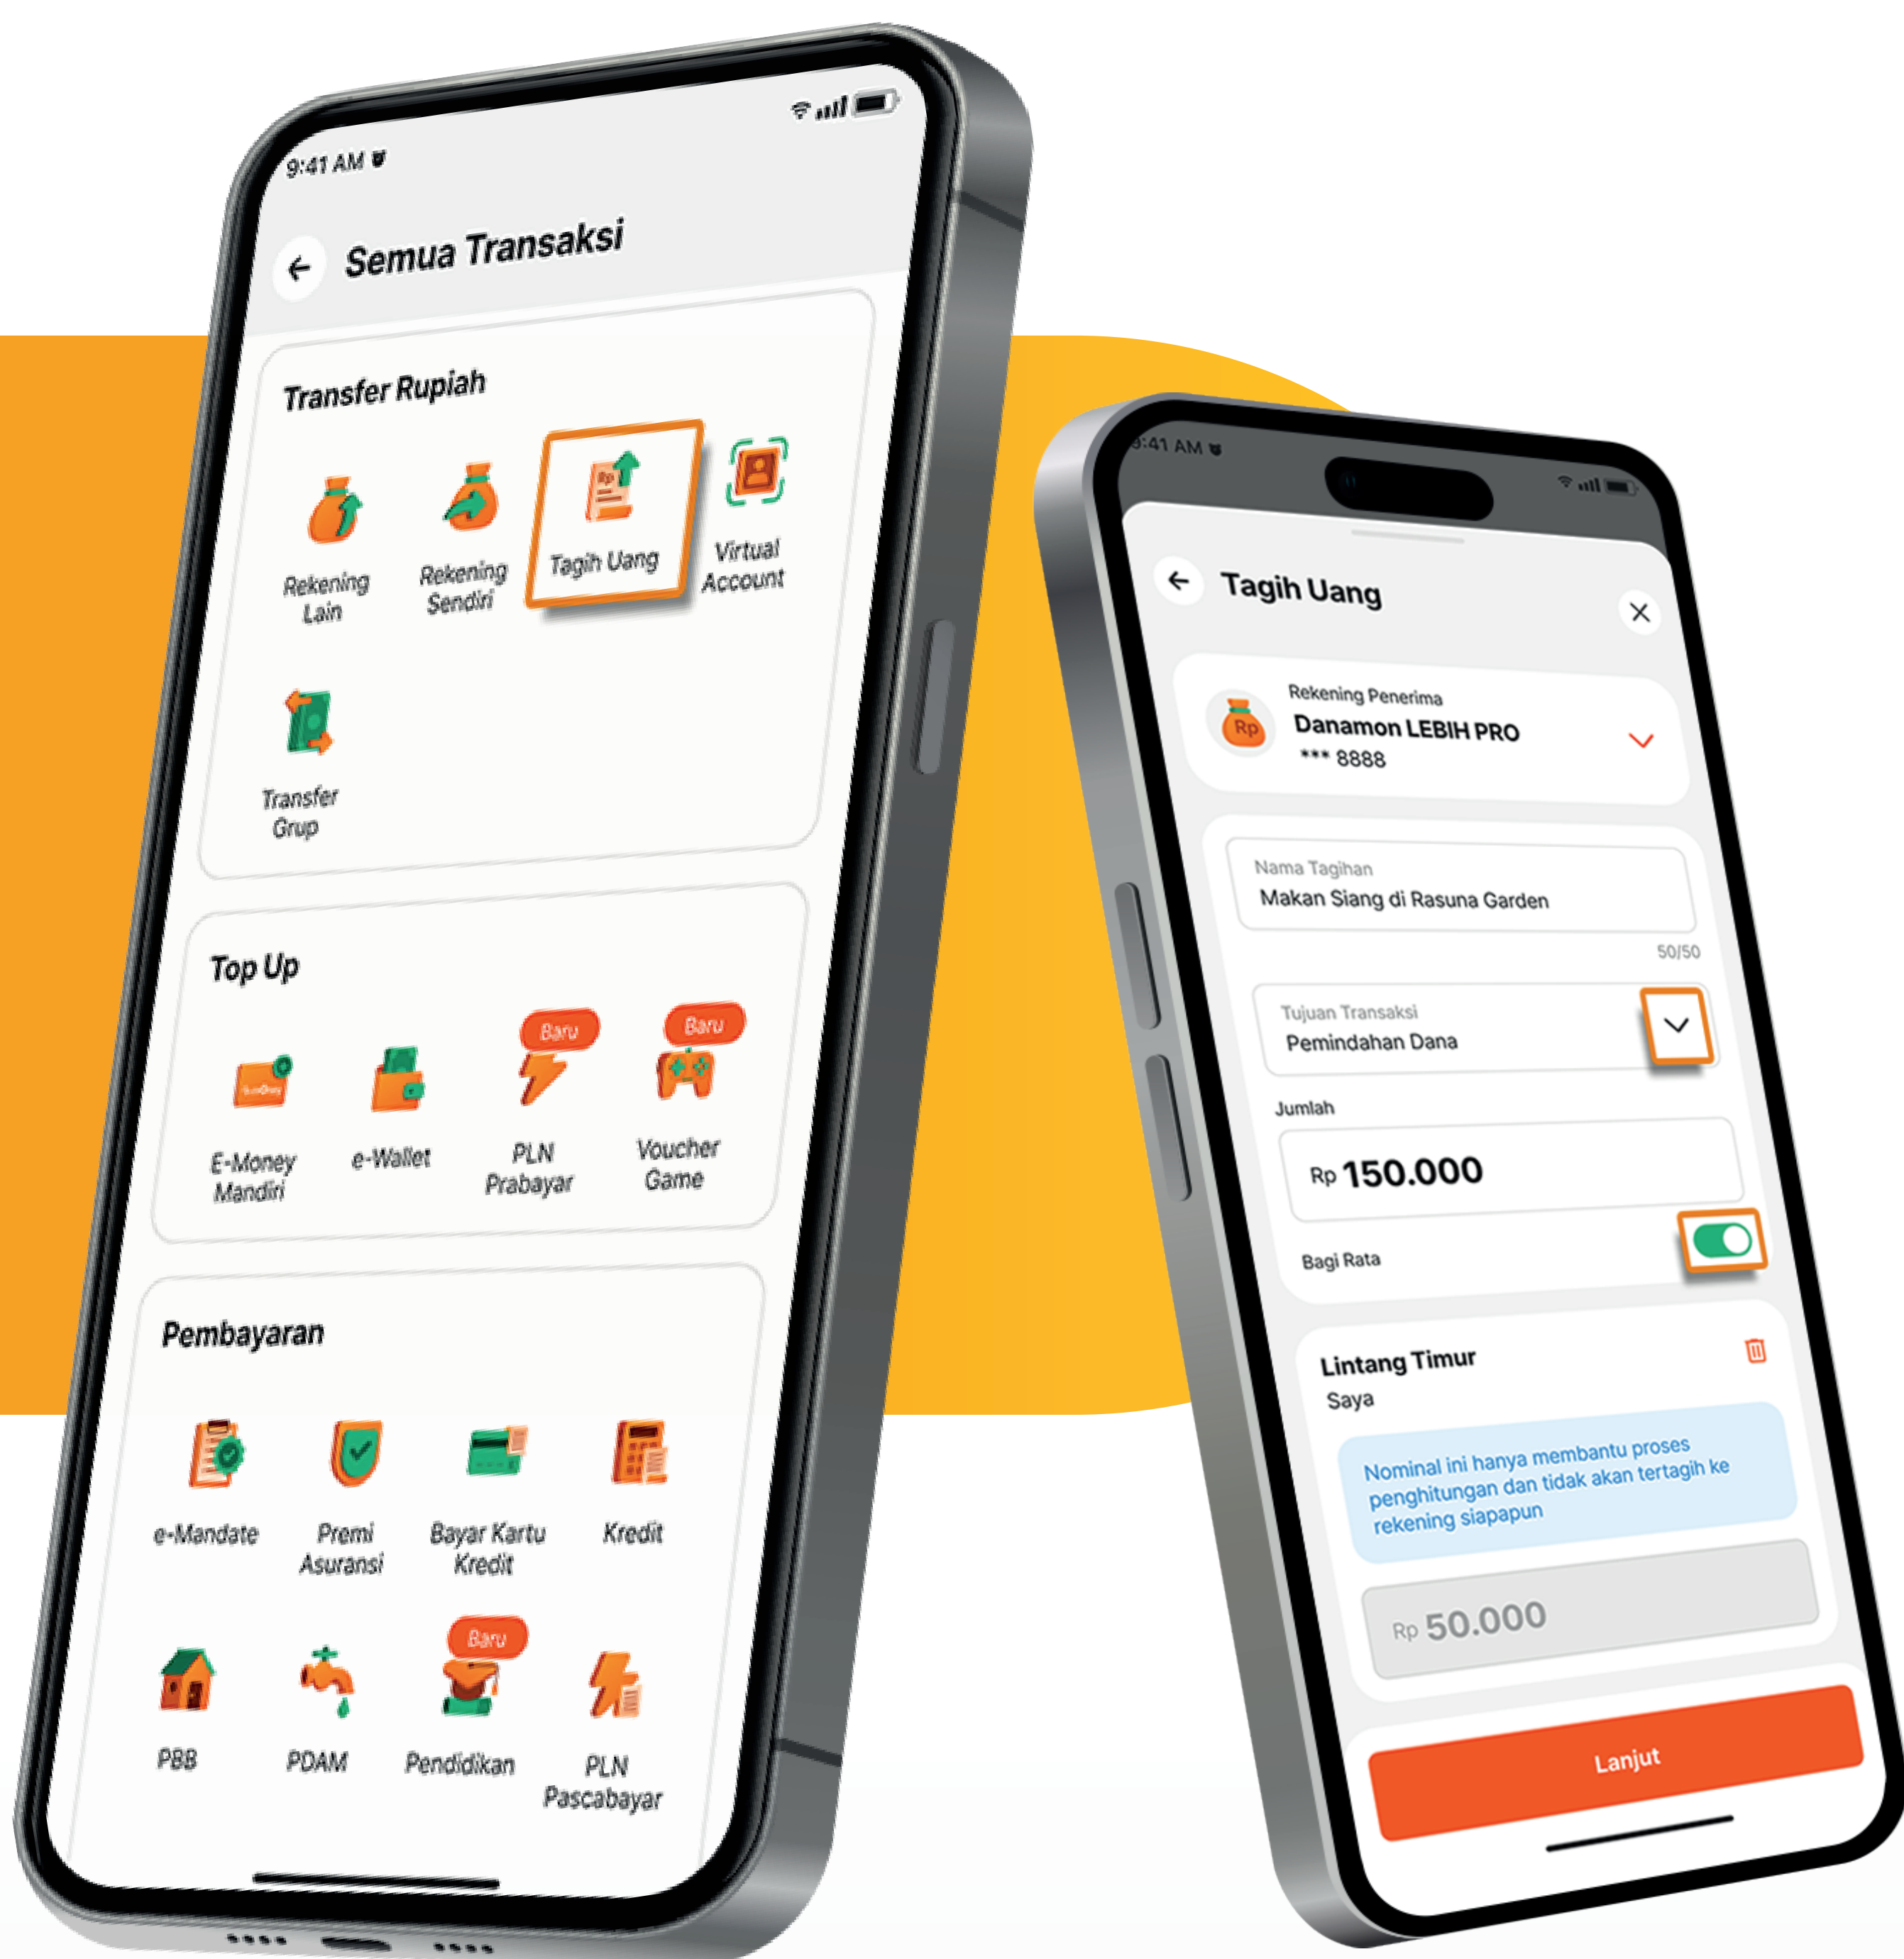 9:41 AM
Semua Transaksi
Transfer Rupiah
Rekening
Lain
Rekening
Sendiri
Rp
Tagih Uang
Virtual
Account
Transfer
Grup
Top Up
E-Money
Mandiri
e-Wallet
Baru
PLN
Prabayar
Baru
Voucher
Game
Pembayaran
e-Mandate
Premi
Asuransi
Bayar Kartu
Kredit
Kredit
PBB
PDAM
Baru
Pendidikan
PLN
Pascabayar
9:41 AM
Tagih Uang
Rp
Rekening Penerima
Danamon LEBIH PRO
*** 8888
Nama Tagihan
Makan Siang di Rasuna Garden
50/50
Tujuan Transaksi
Pemindahan Dana
Jumlah
Rp 150.000
Bagi Rata
Lintang Timur
Saya
Nominal ini hanya membantu proses
penghitungan dan tidak akan tertagih ke
rekening siapapun
Rp 50.000
Lanjut